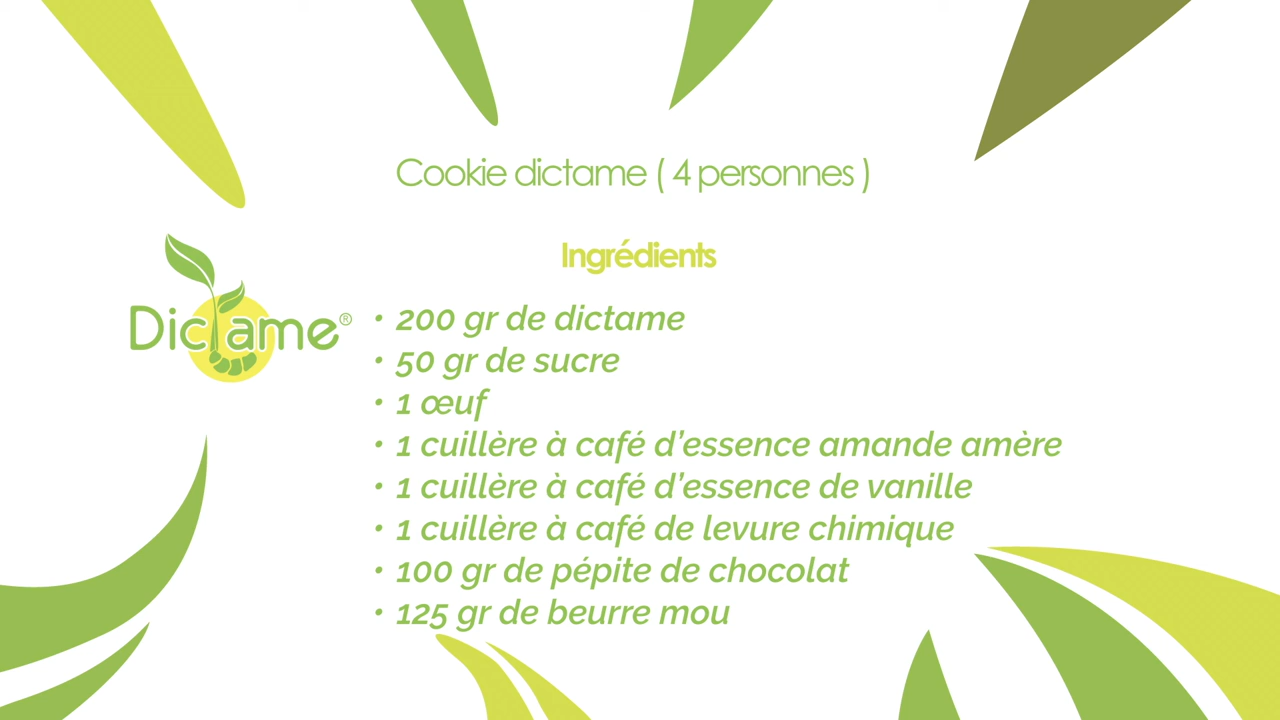 Cookie dictame ( 4 personnes )
Ingrédients
Dictame®
• 200 gr de dictame
• 50 gr de sucre
• 1 œuf
• 1 cuillère à café d’essence amande amère
• 1 cuillère à café d’essence de vanille
• 1 cuillère à café de levure chimique
• 100 gr de pépite de chocolat
• 125 gr de beurre mou